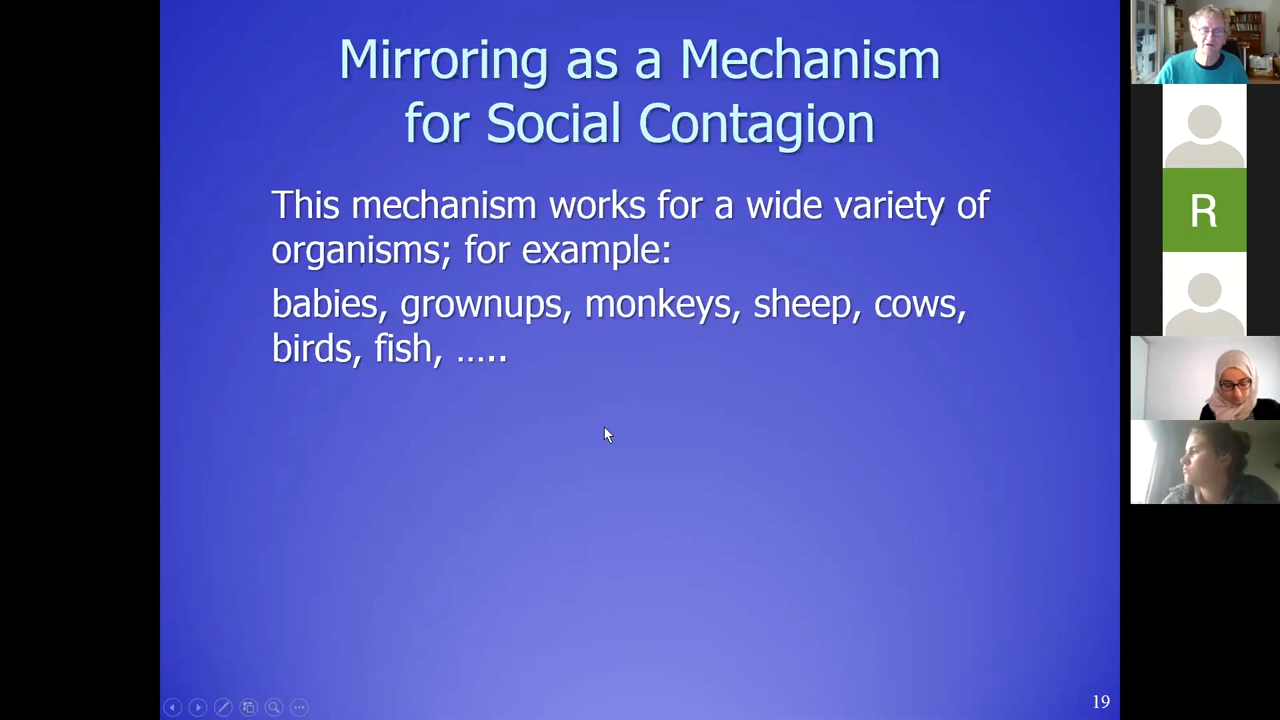 Mirroring as a Mechanism
for Social Contagion
This mechanism works for a wide variety of
organisms; for example:
babies, grownups, monkeys, sheep, cows,
birds, fish, .....
19
R